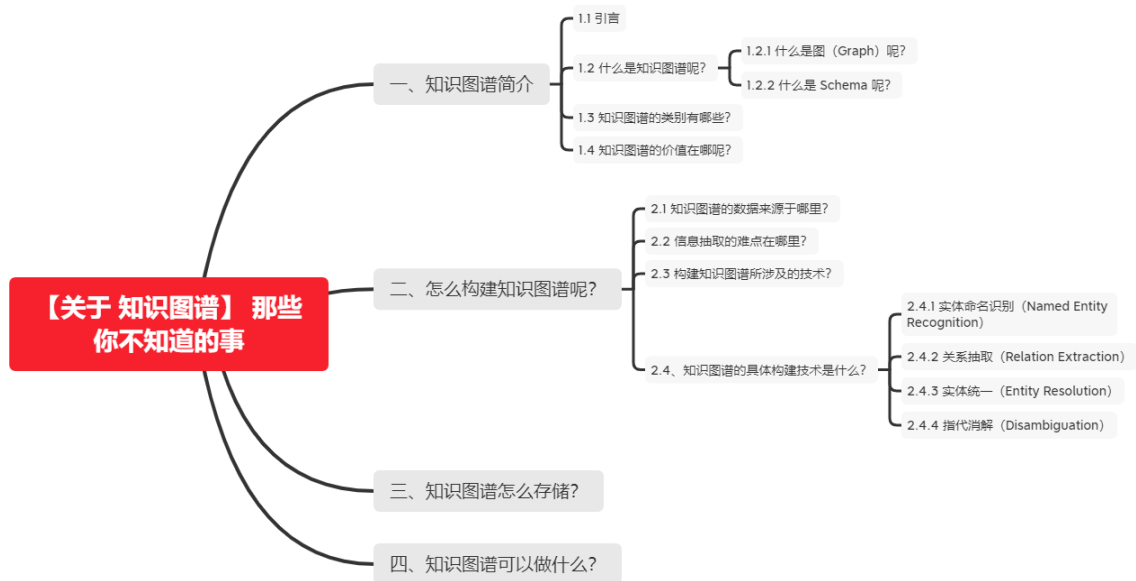 【关于 知识图谱】 那些
你不知道的事
一、知识图谱简介
1.1 引言
1.2 什么是知识图谱呢？
1.2.1 什么是图（Graph）呢？
1.2.2 什么是 Schema 呢？
1.3 知识图谱的类别有哪些？
1.4 知识图谱的价值在哪呢？
二、怎么构建知识图谱呢？
2.1 知识图谱的数据来源于哪里？
2.2 信息抽取的难点在哪里？
2.3 构建知识图谱所涉及的技术？
2.4、知识图谱的具体构建技术是什么？
2.4.1 实体命名识别（Named Entity
Recognition）
2.4.2 关系抽取（Relation Extraction）
2.4.3 实体统一（Entity Resolution）
2.4.4 指代消解（Disambiguation）
三、知识图谱怎么存储？
四、知识图谱可以做什么？